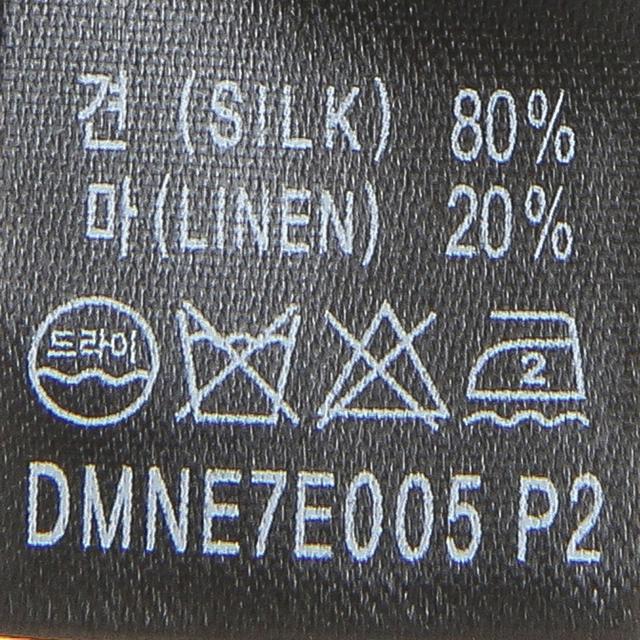 견 (SILK) 80%
마 (LINEN) 20%
드라이
2
DMNE7E005 P2